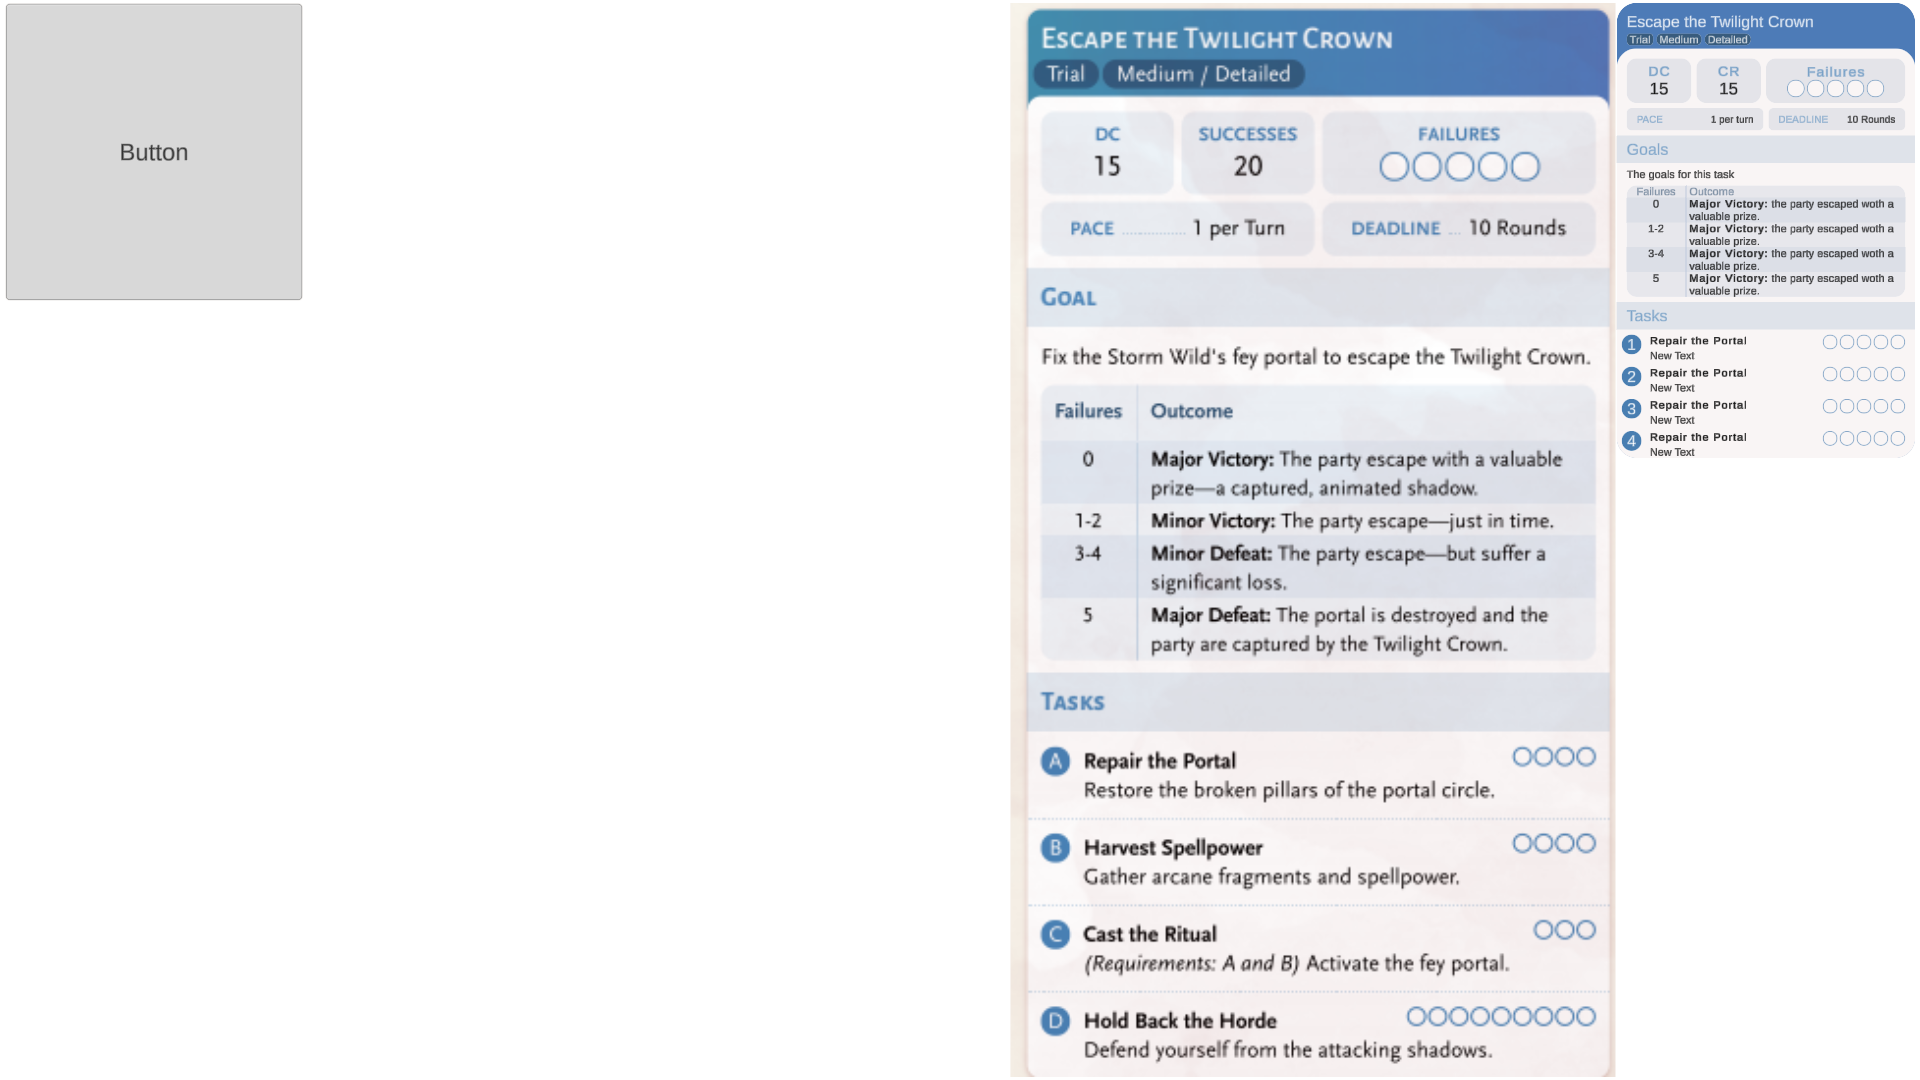 Button
ESCAPE THE TWILIGHT CROWN
Trial Medium / Detailed
DC SUCCESSES FAILURES
15 20
PACE 1 per Turn DEADLINE 10 Rounds
GOAL
Fix the Storm Wild's fey portal to escape the Twilight Crown.
Failures Outcome
0 Major Victory: The party escape with a valuable
prize—a captured, animated shadow.
1-2 Minor Victory: The party escape—just in time.
3-4 Minor Defeat: The party escape—but suffer a
significant loss.
5 Major Defeat: The portal is destroyed and the
party are captured by the Twilight Crown.
TASKS
A Repair the Portal
Restore the broken pillars of the portal circle.
B Harvest Spellpower
Gather arcane fragments and spellpower.
C Cast the Ritual
(Requirements: A and B) Activate the fey portal.
D Hold Back the Horde
Defend yourself from the attacking shadows.
Escape the Twilight Crown
Trial Medium Detailed
DC CR Failures
15 15
PACE 1 per turn DEADLINE 10 Rounds
Goals
The goals for this task
Failures Outcome
0 Major Victory: the party escaped woth a
valuable prize.
1-2 Major Victory: the party escaped woth a
valuable prize.
3-4 Major Victory: the party escaped woth a
valuable prize.
5 Major Victory: the party escaped woth a
valuable prize.
Tasks
1 Repair the Portal
New Text
2 Repair the Portal
New Text
3 Repair the Portal
New Text
4 Repair the Portal
New Text